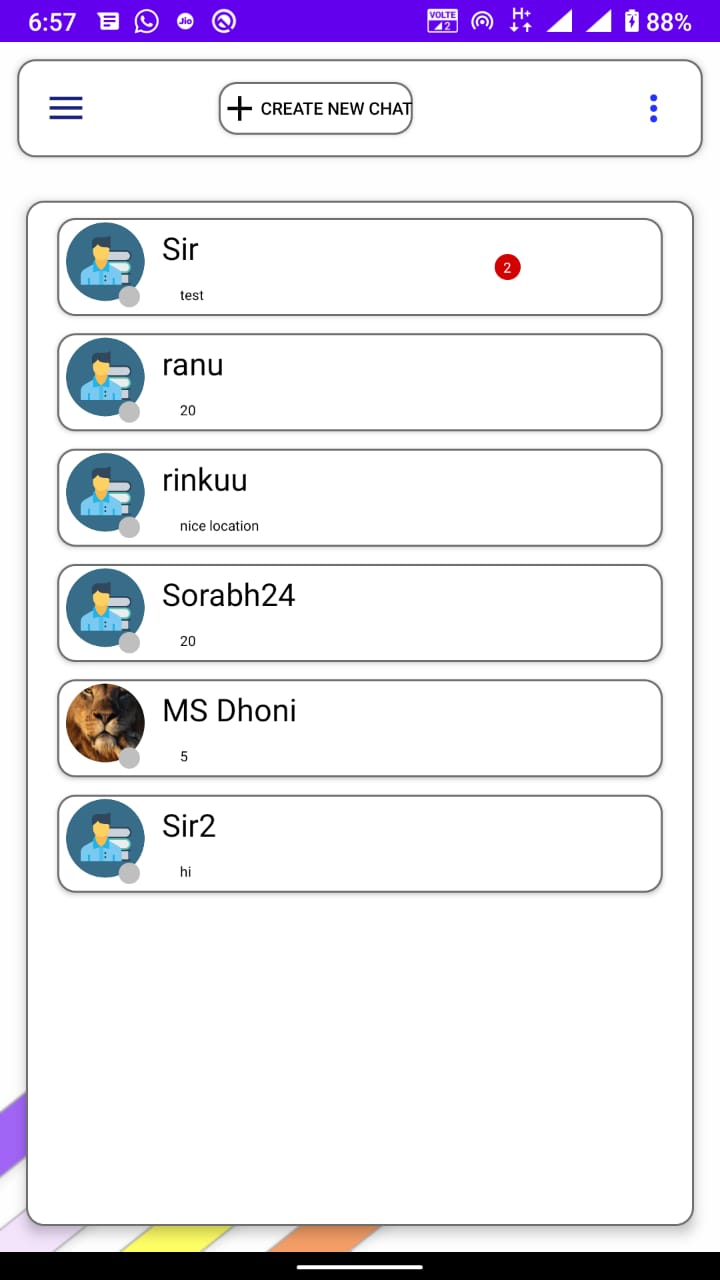 6:57 Jio VOLTE 2 H+ 88%
CREATE NEW CHAT
Sir
2
test
ranu
20
rinkuu
nice location
Sorabh24
20
MS Dhoni
5
Sir2
hi